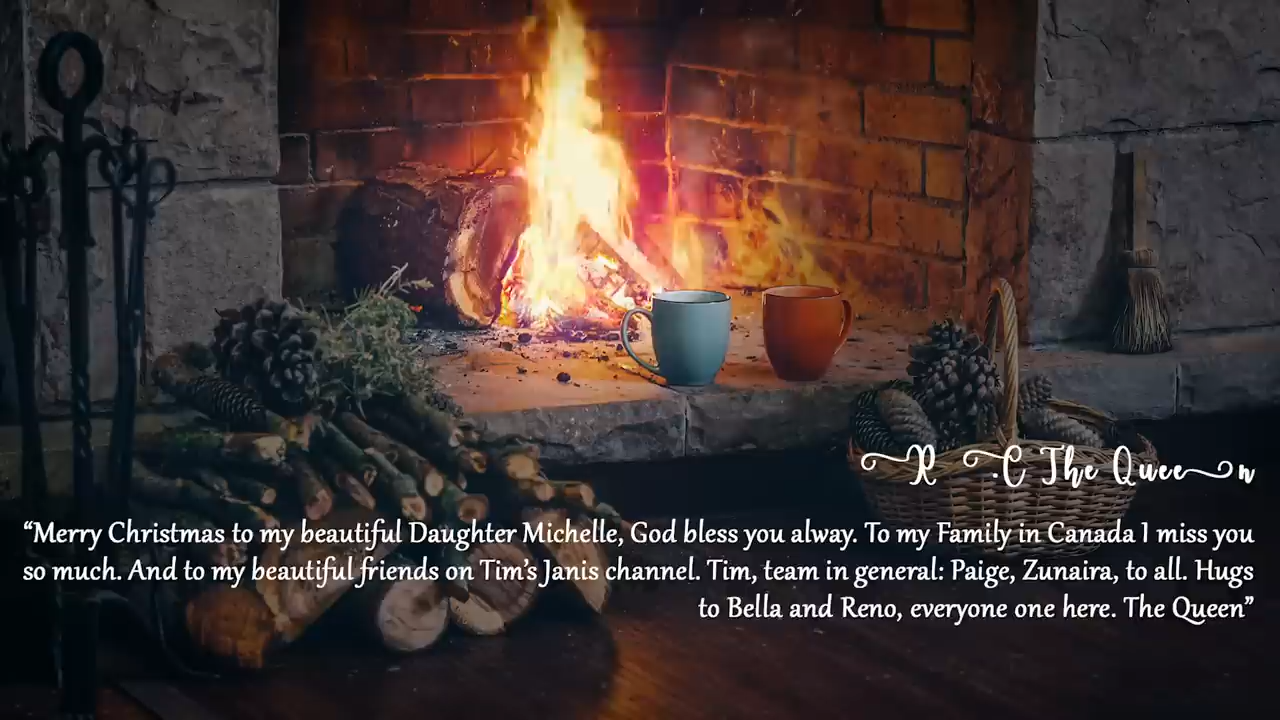 R .C The Queen
“Merry Christmas to my beautiful Daughter Michelle, God bless you alway. To my Family in Canada I miss you
so much. And to my beautiful friends on Tim’s Janis channel. Tim, team in general: Paige, Zunaira, to all. Hugs
to Bella and Reno, everyone one here. The Queen”